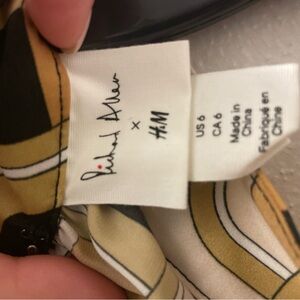 Richard Allan
×
H&M
US 6
CA 6
Made in
China
Fabriqué en
Chine